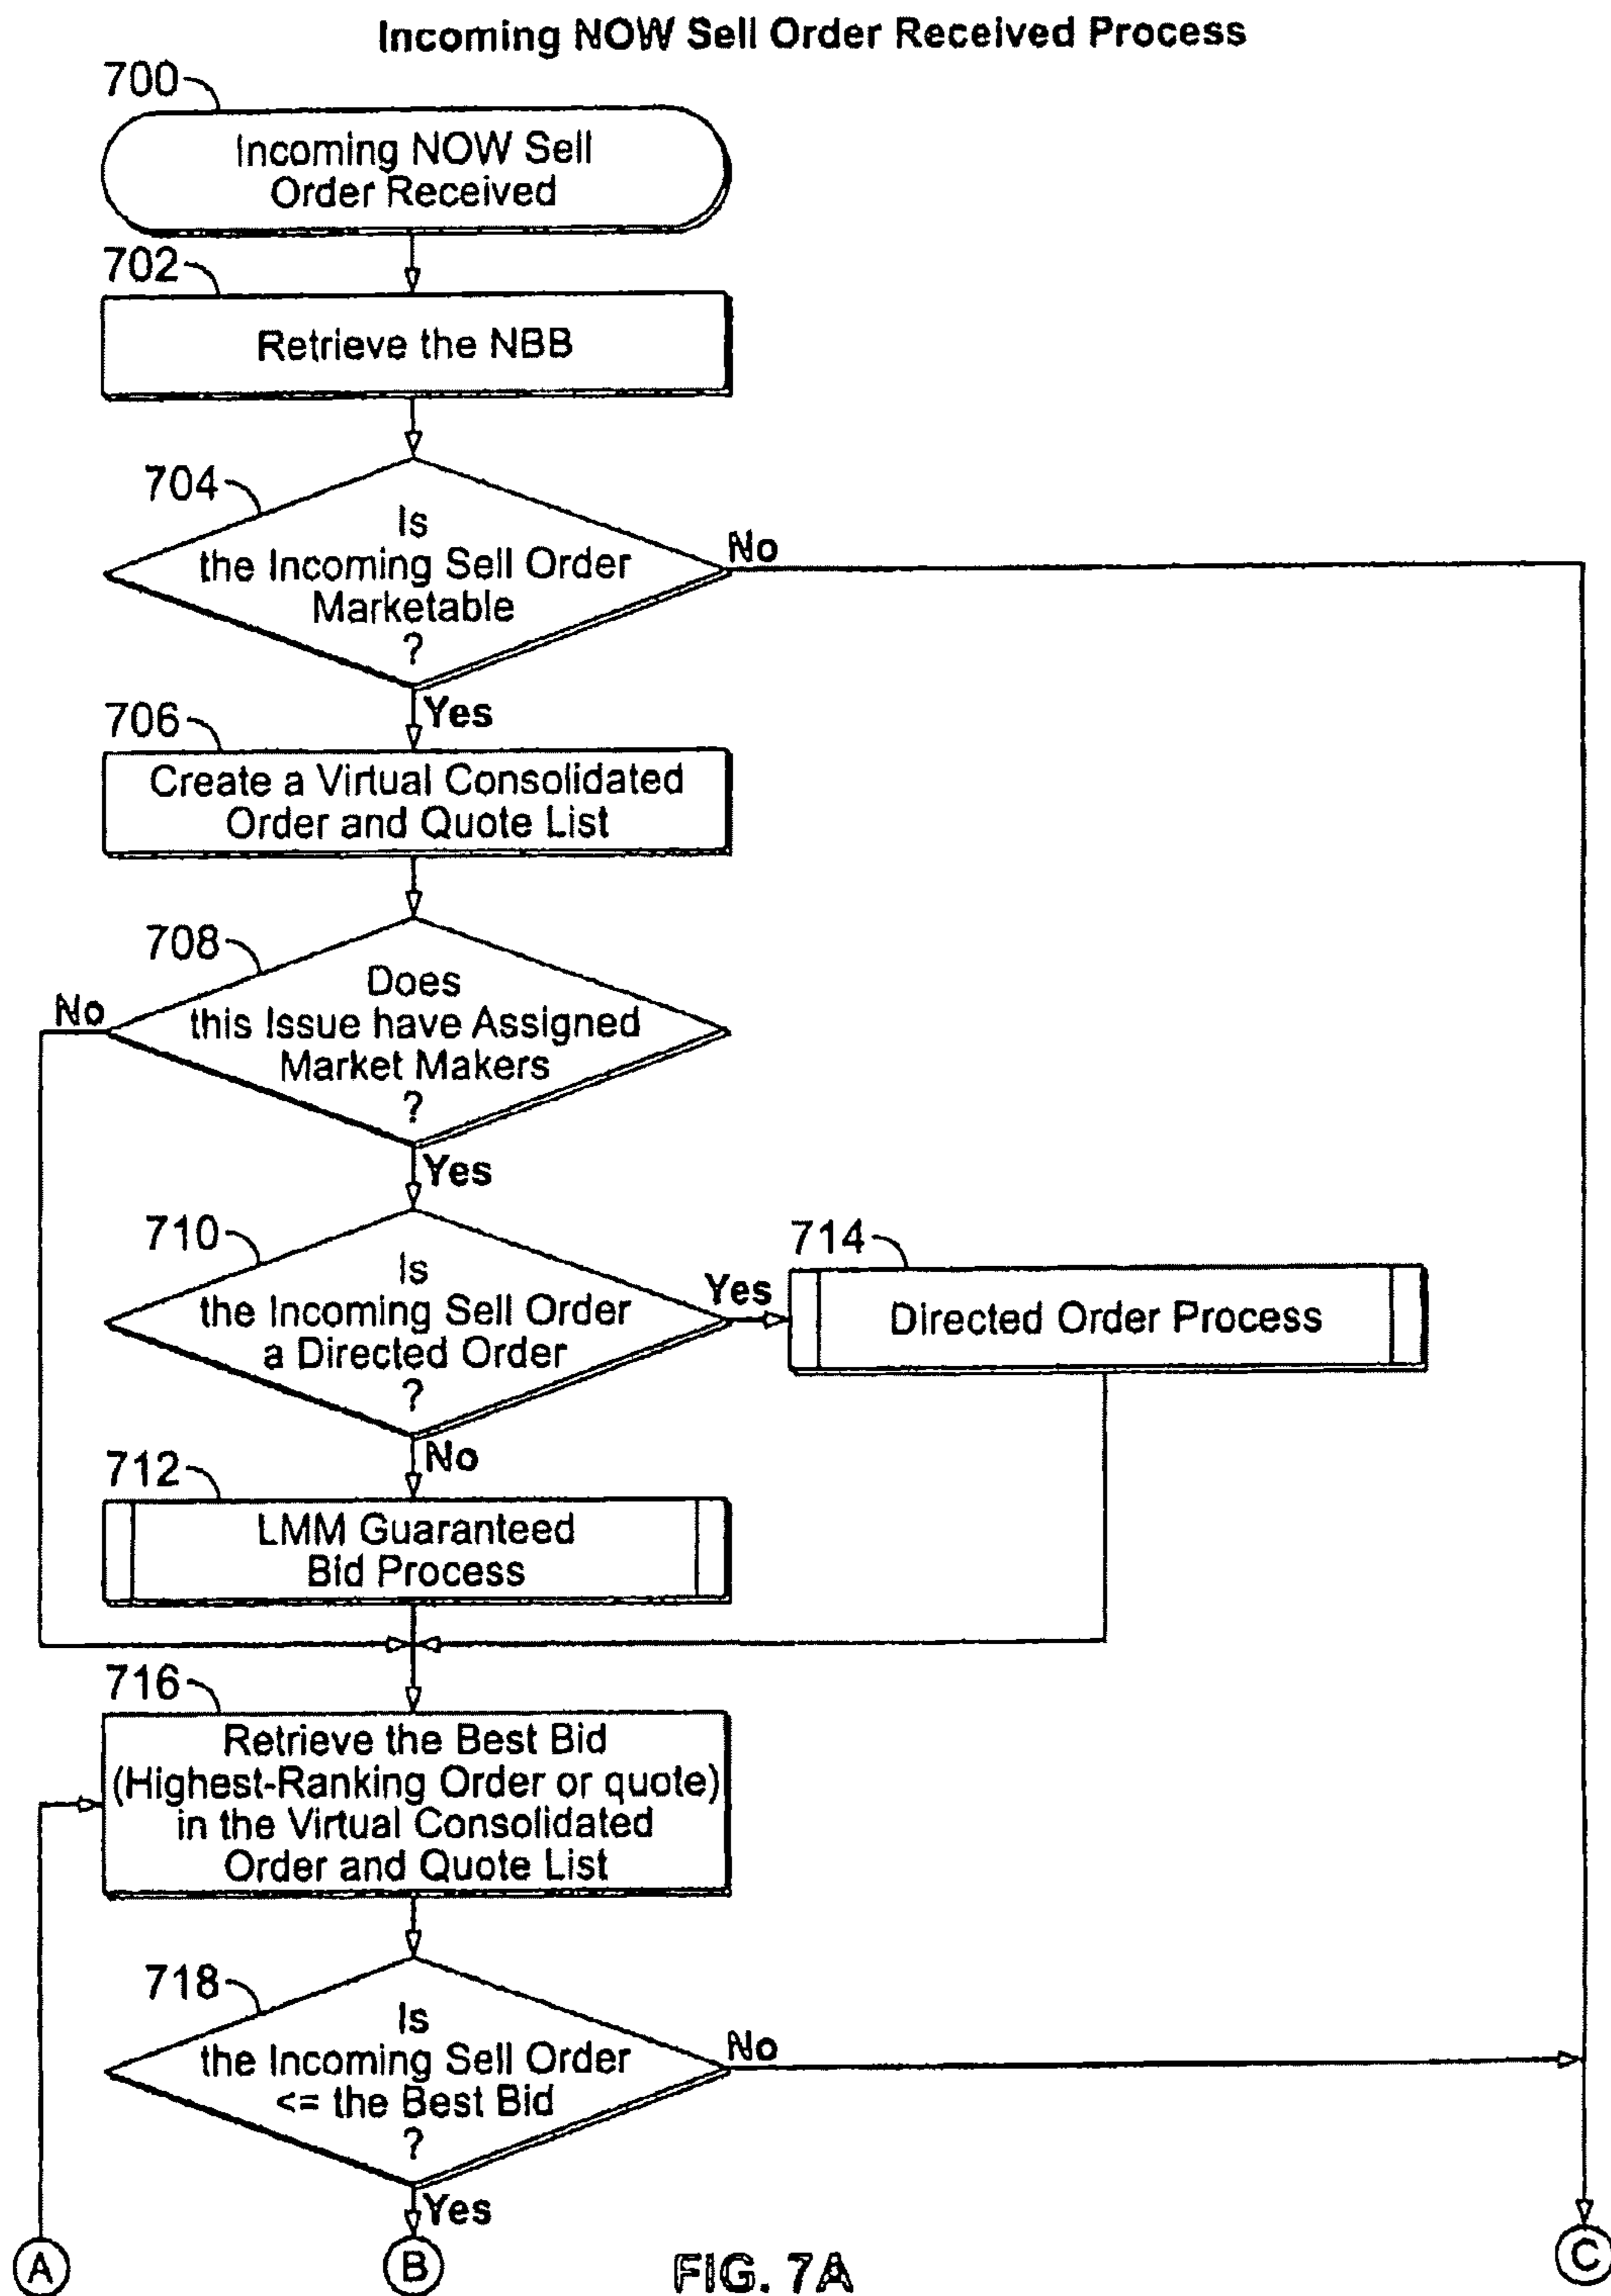 Incoming NOW Sell Order Received Process
700
Incoming NOW Sell
Order Received
702
Retrieve the NBB
704
Is
the Incoming Sell Order
Marketable
?
No
Yes
706
Create a Virtual Consolidated
Order and Quote List
708
Does
this Issue have Assigned
Market Makers
?
No
Yes
710
Is
the Incoming Sell Order
a Directed Order
?
Yes
714
Directed Order Process
No
712
LMM Guaranteed
Bid Process
716
Retrieve the Best Bid
(Highest-Ranking Order or quote)
in the Virtual Consolidated
Order and Quote List
718
Is
the Incoming Sell Order
<= the Best Bid
?
No
Yes
A
B
C
FIG. 7A